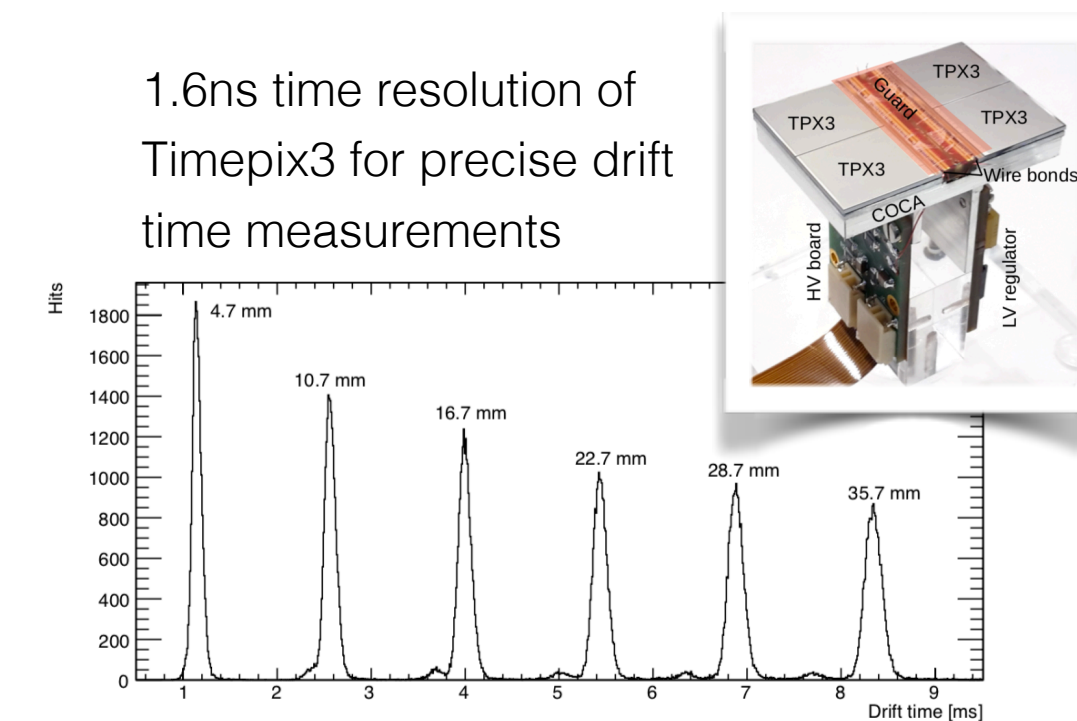 1.6ns time resolution of
Timepix3 for precise drift
time measurements
TPX3
Guard
TPX3
TPX3
TPX3
Wire bonds
COCA
HV board
LV regulator
Hits
1800
1600
1400
1200
1000
800
600
400
200
0
4.7 mm
10.7 mm
16.7 mm
22.7 mm
28.7 mm
35.7 mm
1 2 3 4 5 6 7 8 9
Drift time [ms]